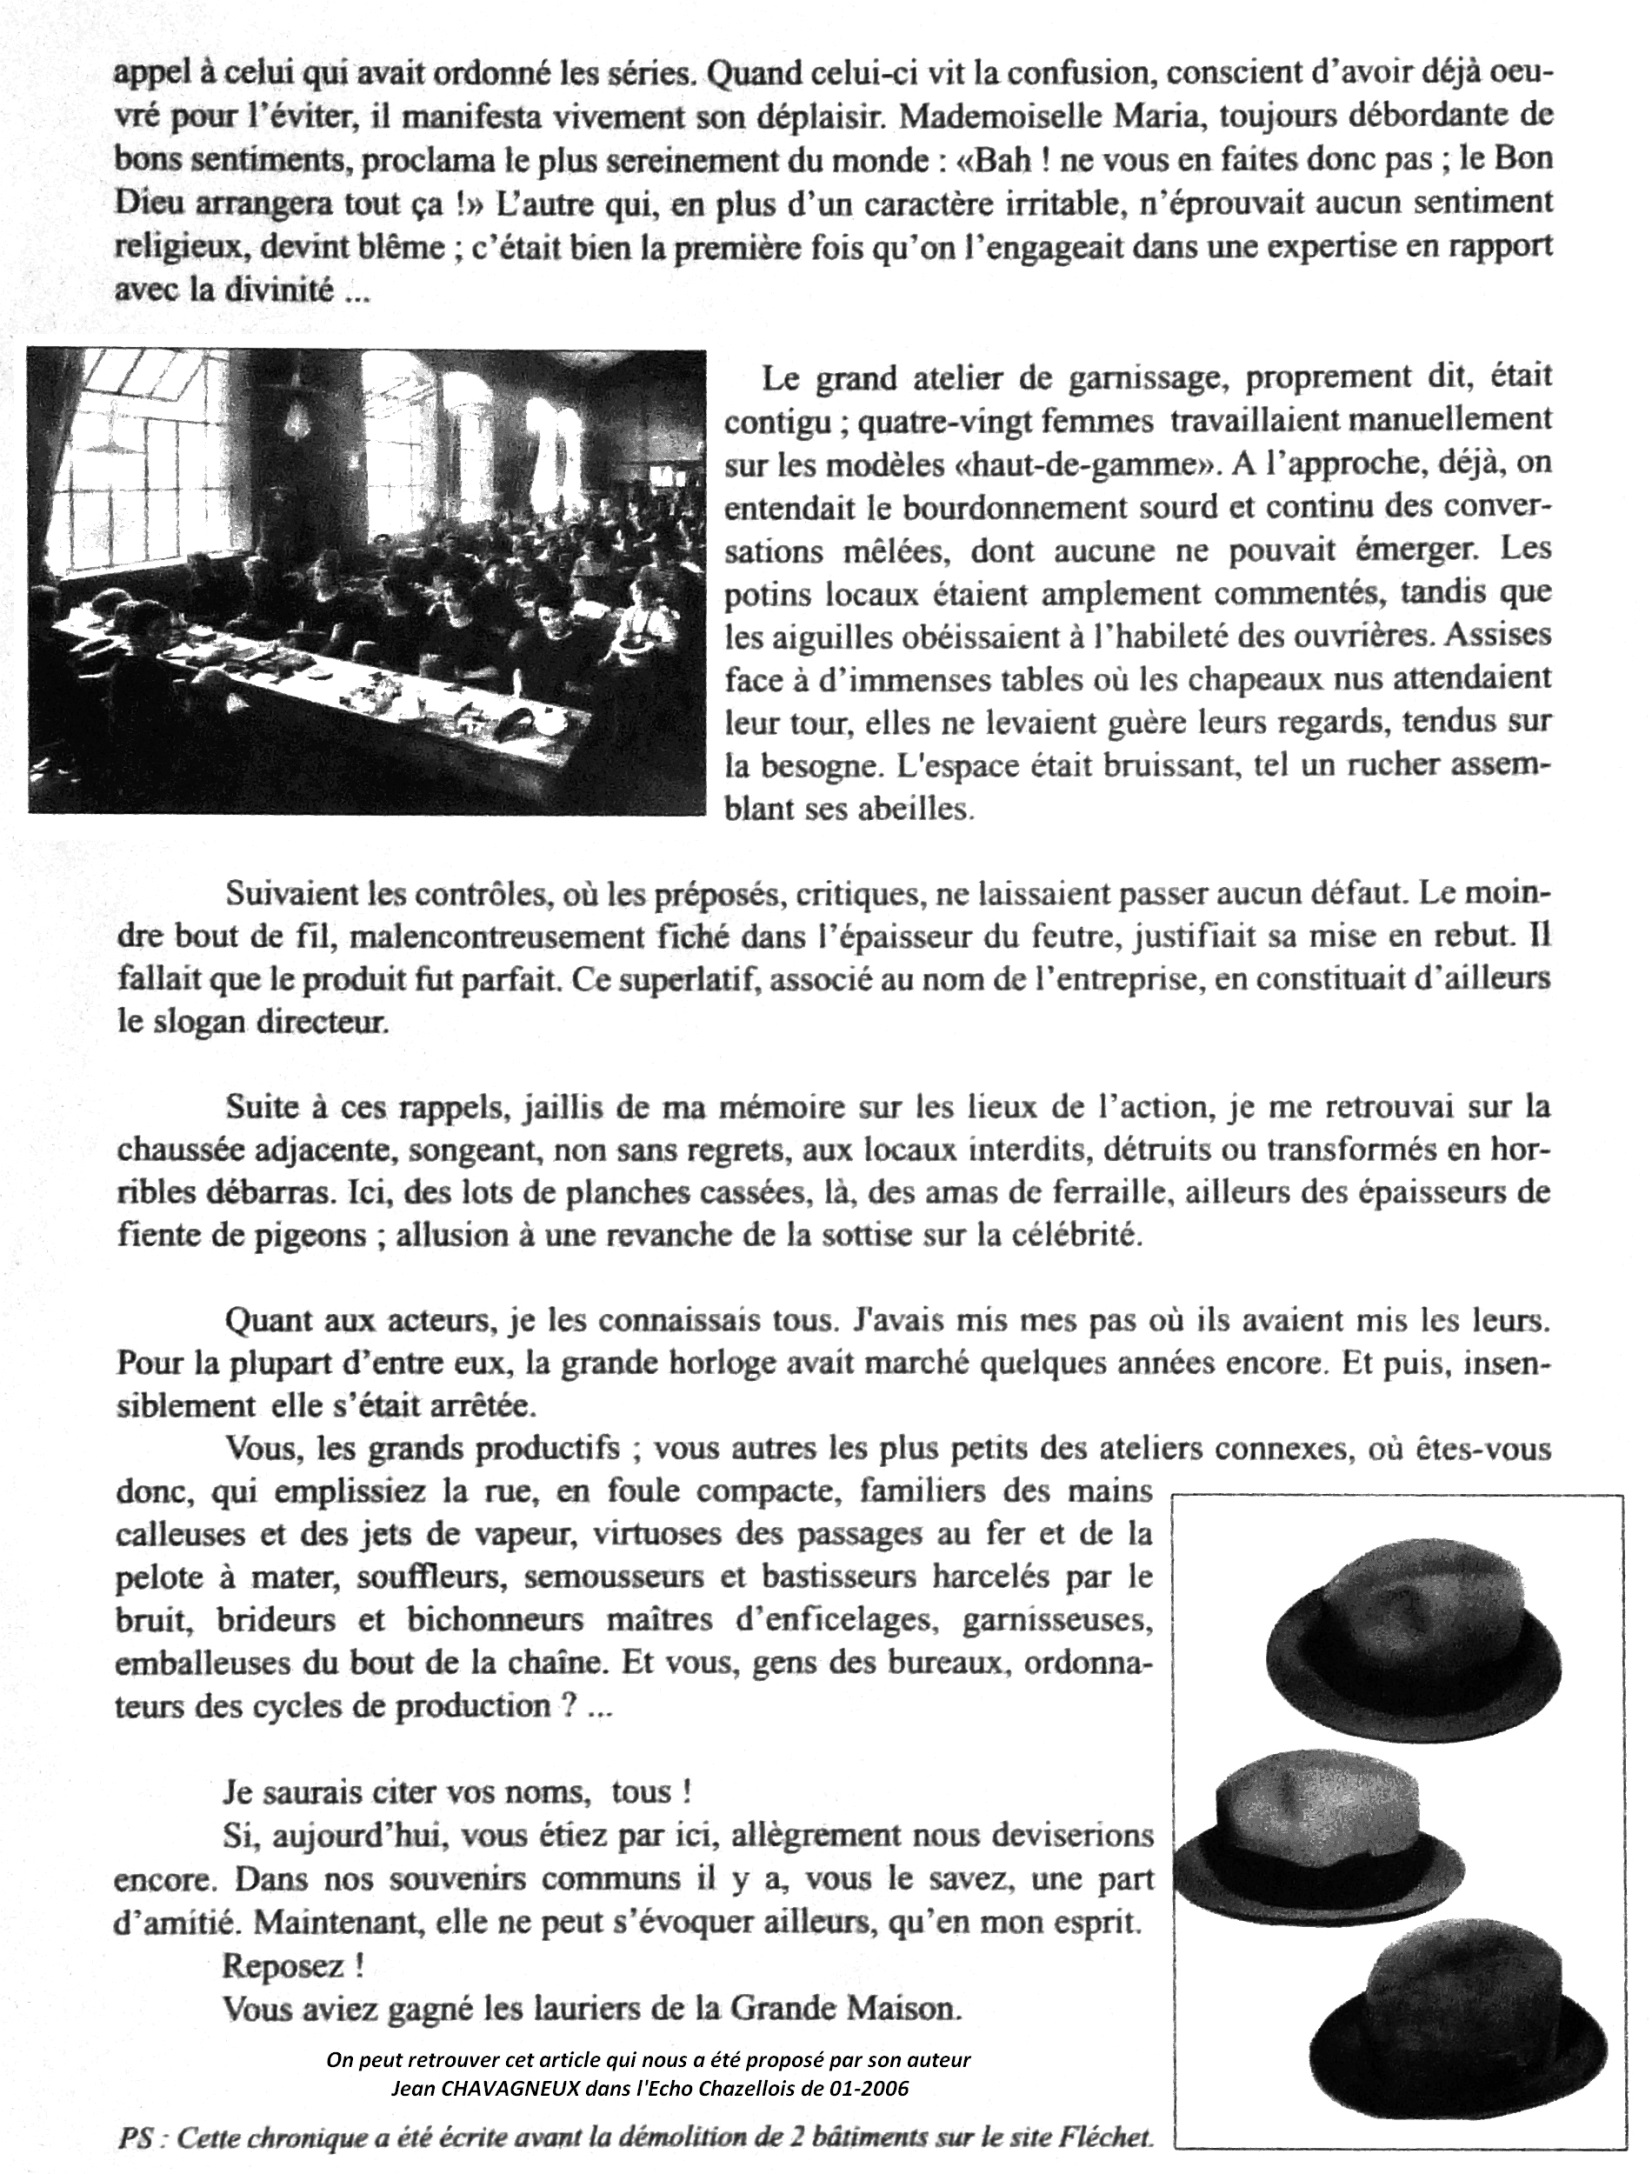 appel à celui qui avait ordonné les séries. Quand celui-ci vit la confusion, conscient d'avoir déjà oeu-
vré pour l'éviter, il manifesta vivement son déplaisir. Mademoiselle Maria, toujours débordante de
bons sentiments, proclama le plus sereinement du monde : «Bah ! ne vous en faites donc pas ; le Bon
Dieu arrangera tout ça !» L'autre qui, en plus d'un caractère irritable, n'éprouvait aucun sentiment
religieux, devint blême ; c'était bien la première fois qu'on l'engageait dans une expertise en rapport
avec la divinité ...
Le grand atelier de garnissage, proprement dit, était
contigu ; quatre-vingt femmes travaillaient manuellement
sur les modèles «haut-de-gamme». A l'approche, déjà, on
entendait le bourdonnement sourd et continu des conver-
sations mêlées, dont aucune ne pouvait émerger. Les
potins locaux étaient amplement commentés, tandis que
les aiguilles obéissaient à l'habileté des ouvrières. Assises
face à d'immenses tables où les chapeaux nus attendaient
leur tour, elles ne levaient guère leurs regards, tendus sur
la besogne. L'espace était bruissant, tel un rucher assem-
blant ses abeilles.
Suivaient les contrôles, où les préposés, critiques, ne laissaient passer aucun défaut. Le moin-
dre bout de fil, malencontreusement fiché dans l'épaisseur du feutre, justifiait sa mise en rebut. Il
fallait que le produit fut parfait. Ce superlatif, associé au nom de l'entreprise, en constituait d'ailleurs
le slogan directeur.
Suite à ces rappels, jaillis de ma mémoire sur les lieux de l'action, je me retrouvai sur la
chaussée adjacente, songeant, non sans regrets, aux locaux interdits, détruits ou transformés en hor-
ribles débarras. Ici, des lots de planches cassées, là, des amas de ferraille, ailleurs des épaisseurs de
fiente de pigeons ; allusion à une revanche de la sottise sur la célébrité.
Quant aux acteurs, je les connaissais tous. J'avais mis mes pas où ils avaient mis les leurs.
Pour la plupart d'entre eux, la grande horloge avait marché quelques années encore. Et puis, insen-
siblement elle s'était arrêtée.
Vous, les grands productifs ; vous autres les plus petits des ateliers connexes, où êtes-vous
donc, qui emplissiez la rue, en foule compacte, familiers des mains
calleuses et des jets de vapeur, virtuoses des passages au fer et de la
pelote à mater, souffleurs, semousseurs et bastisseurs harcelés par le
bruit, brideurs et bichonneurs maîtres d'enficelages, garnisseuses,
emballeuses du bout de la chaîne. Et vous, gens des bureaux, ordonna-
teurs des cycles de production ? ...
Je saurais citer vos noms, tous !
Si, aujourd'hui, vous étiez par ici, allègrement nous deviserions
encore. Dans nos souvenirs communs il y a, vous le savez, une part
d'amitié. Maintenant, elle ne peut s'évoquer ailleurs, qu'en mon esprit.
Reposez !
Vous aviez gagné les lauriers de la Grande Maison.
On peut retrouver cet article qui nous a été proposé par son auteur
Jean CHAVAGNEUX dans l'Echo Chazellois de 01-2006
PS : Cette chronique a été écrite avant la démolition de 2 bâtiments sur le site Fléchet.